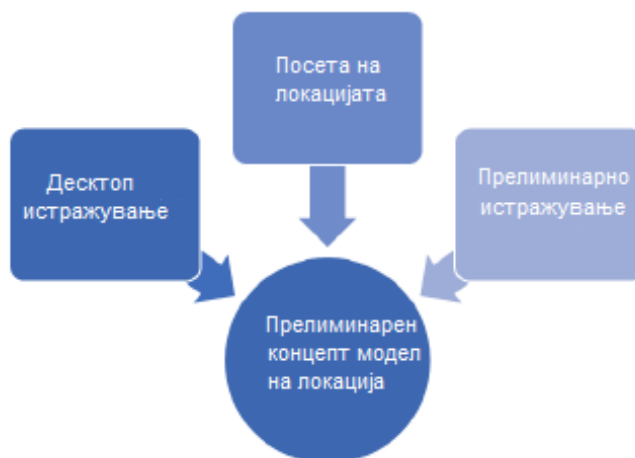 Посета на
локацијата
Десктоп
истражување
Прелиминарно
истражување
Прелиминарен
концепт модел
на локација